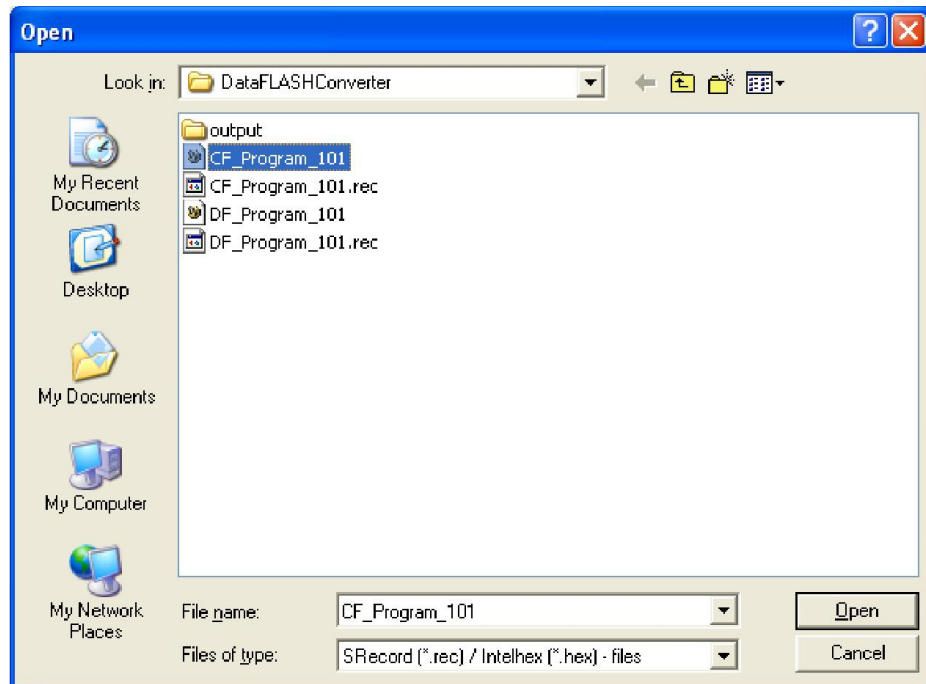 Open
Look in: DataFLASHConverter
output
CF_Program_101
CF_Program_101.rec
DF_Program_101
DF_Program_101.rec
My Recent
Documents
Desktop
My Documents
My Computer
My Network
Places
File name: CF_Program_101 Open
Files of type: SRecord (*.rec) / Intelhex (*.hex) - files Cancel